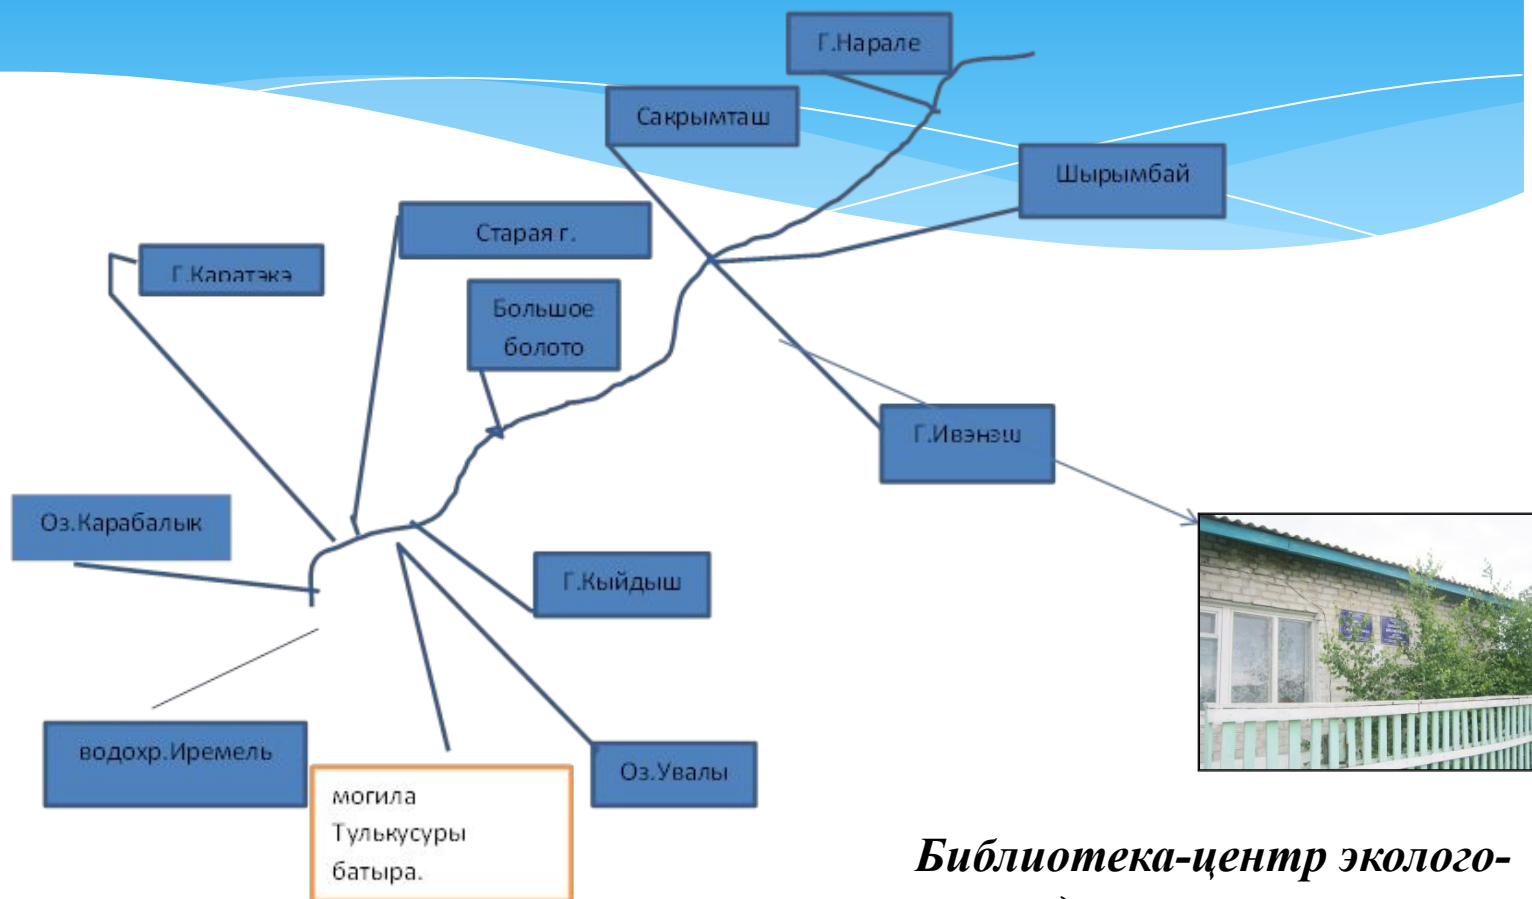 Г.Нарале
Сакрымташ
Шырымбай
Старая г.
Г.Каратэкэ
Большое
болото
Г.Ивэнэш
Оз.Карабалык
Г.Кыйдыш
водохр.Иремель
Оз.Увалы
могила
Тулькусуры
батыра.
Библиотека-центр эколого-